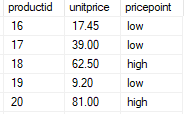 productid unitprice pricepoint
16 17.45 low
17 39.00 low
18 62.50 high
19 9.20 low
20 81.00 high